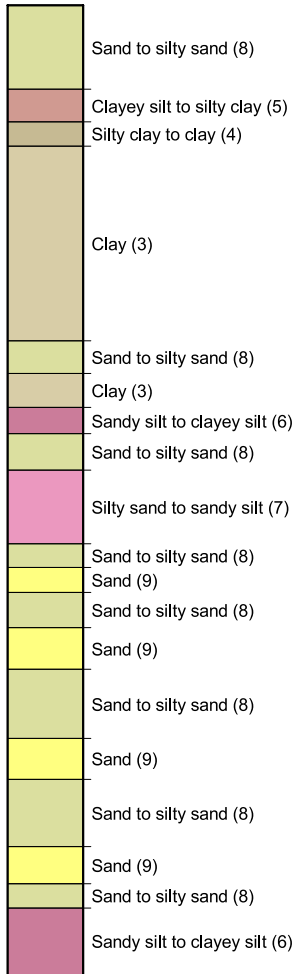 Sand to silty sand (8)
Clayey silt to silty clay (5)
Silty clay to clay (4)
Clay (3)
Sand to silty sand (8)
Clay (3)
Sandy silt to clayey silt (6)
Sand to silty sand (8)
Silty sand to sandy silt (7)
Sand to silty sand (8)
Sand (9)
Sand to silty sand (8)
Sand (9)
Sand to silty sand (8)
Sand (9)
Sand to silty sand (8)
Sand (9)
Sand to silty sand (8)
Sandy silt to clayey silt (6)